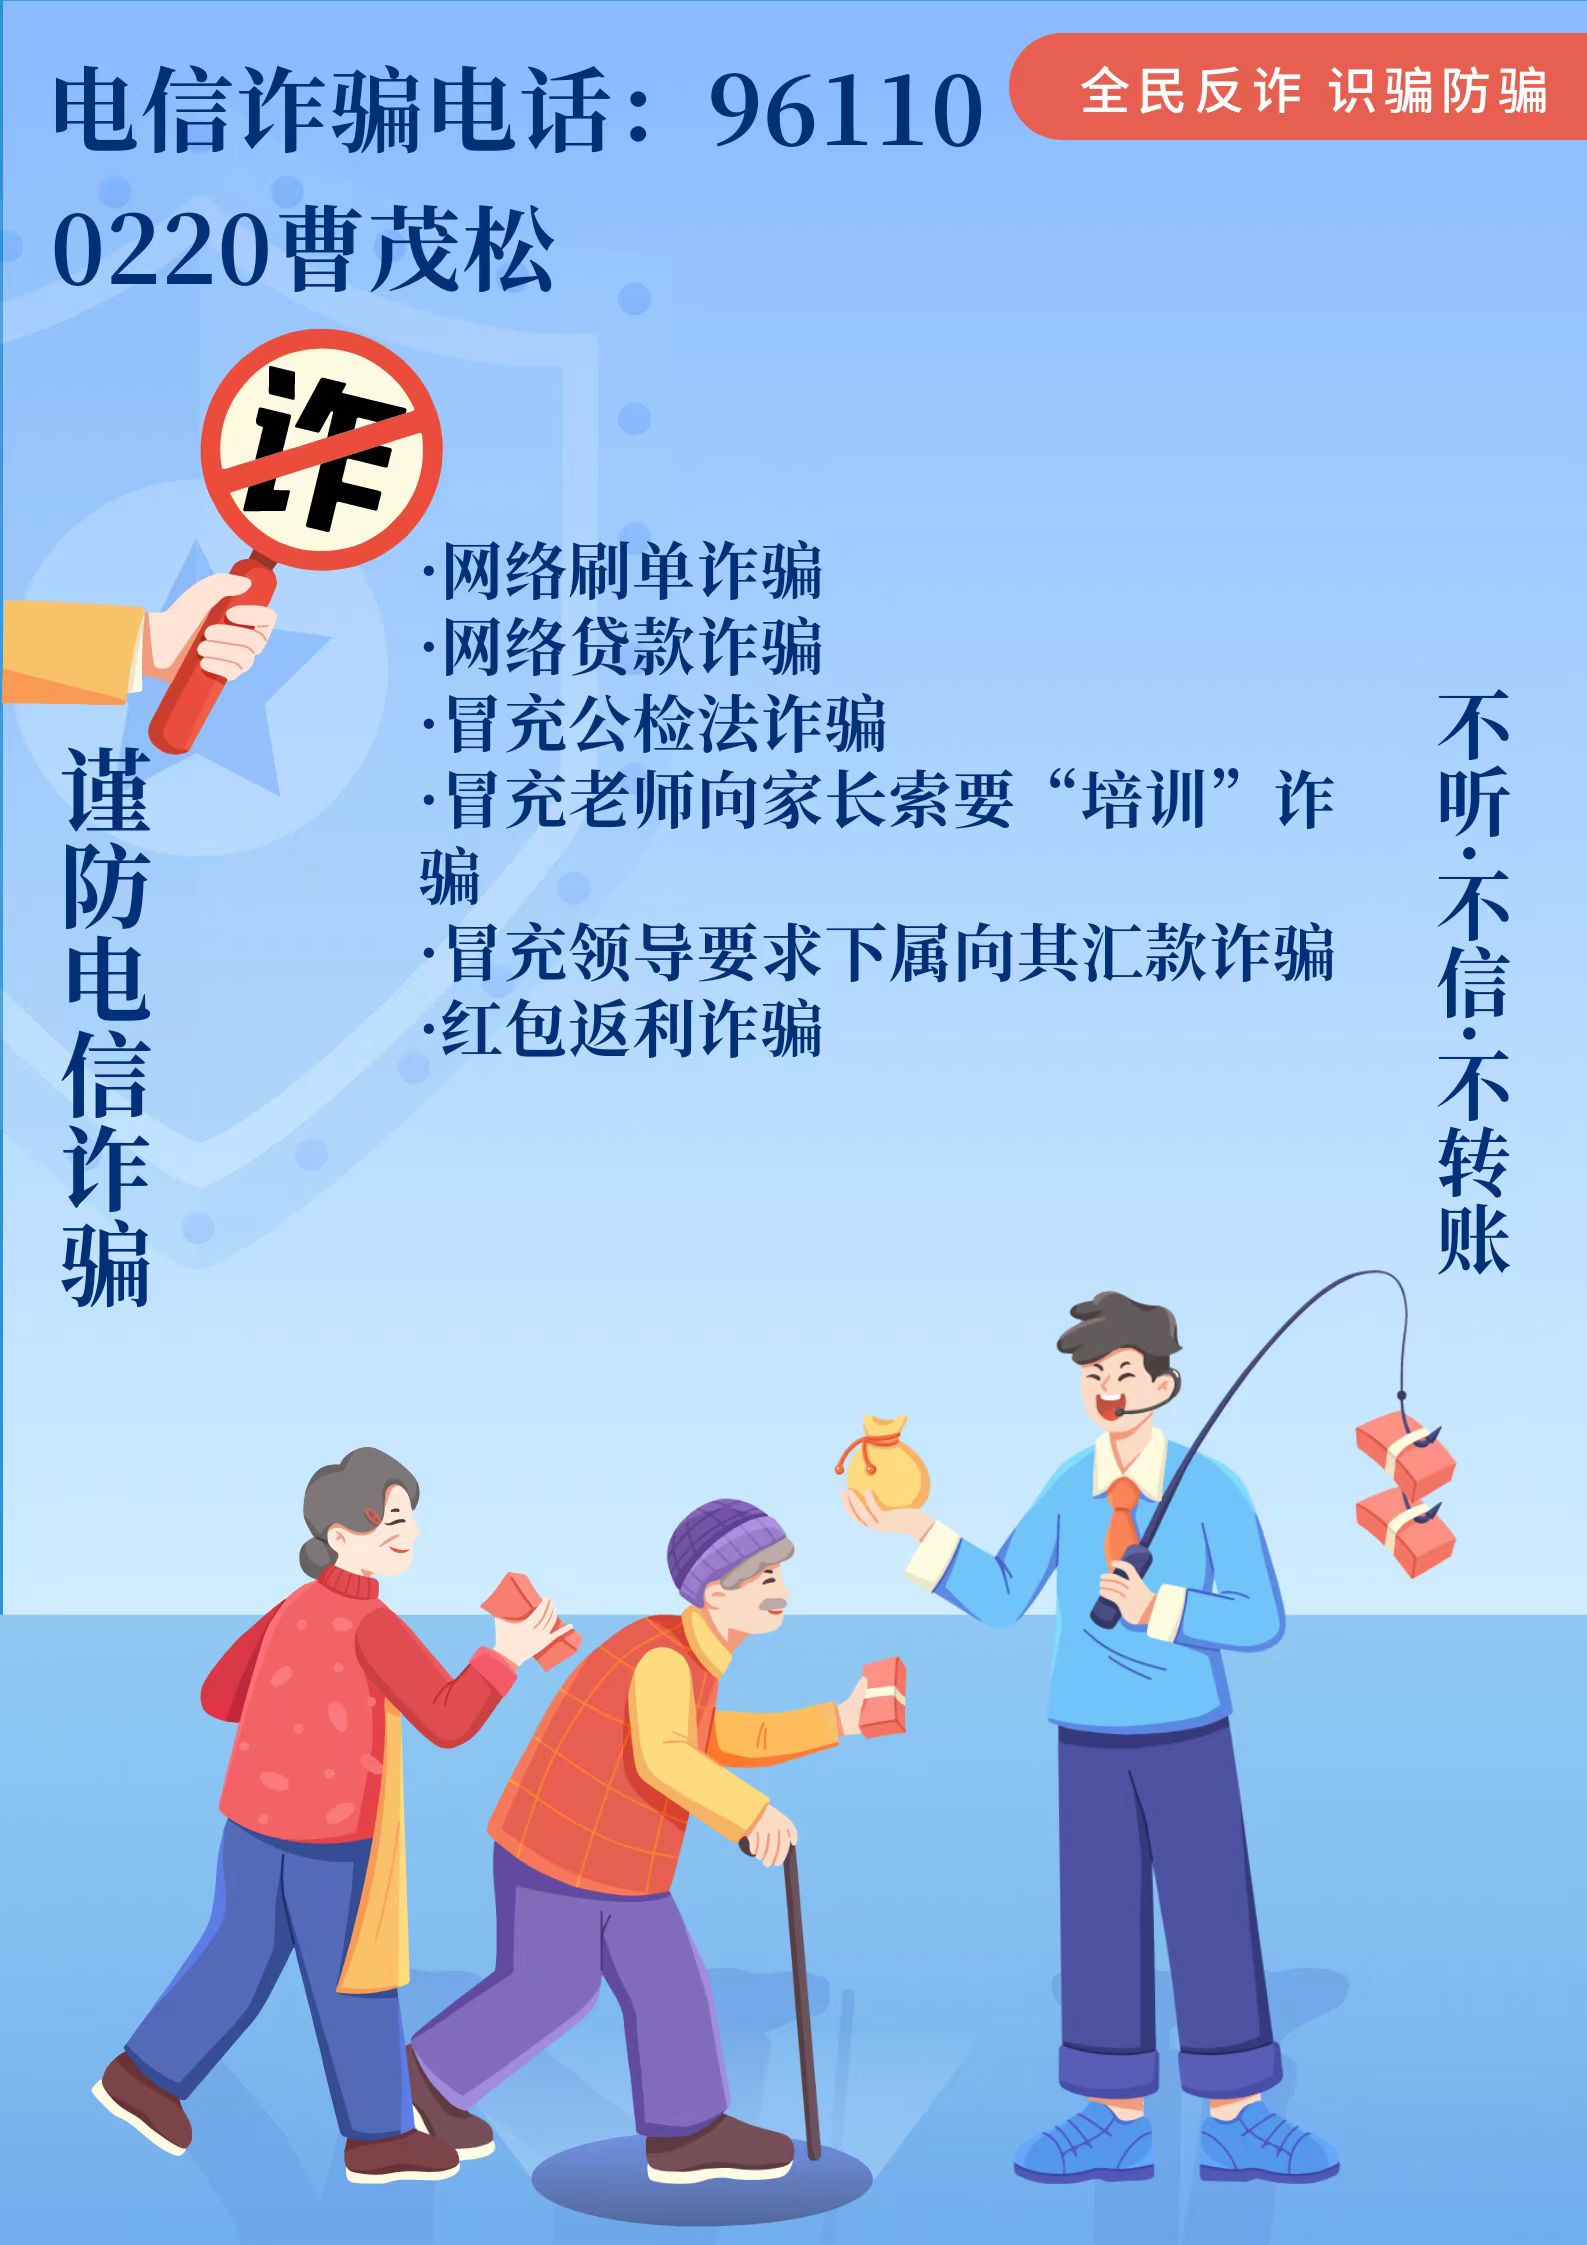 电信诈骗电话：96110
全民反诈 识骗防骗
0220曹茂松
诈
·网络刷单诈骗
·网络贷款诈骗
·冒充公检法诈骗
·冒充老师向家长索要“培训”诈
骗
·冒充领导要求下属向其汇款诈骗
·红包返利诈骗
谨防电信诈骗
不听·不信·不转账